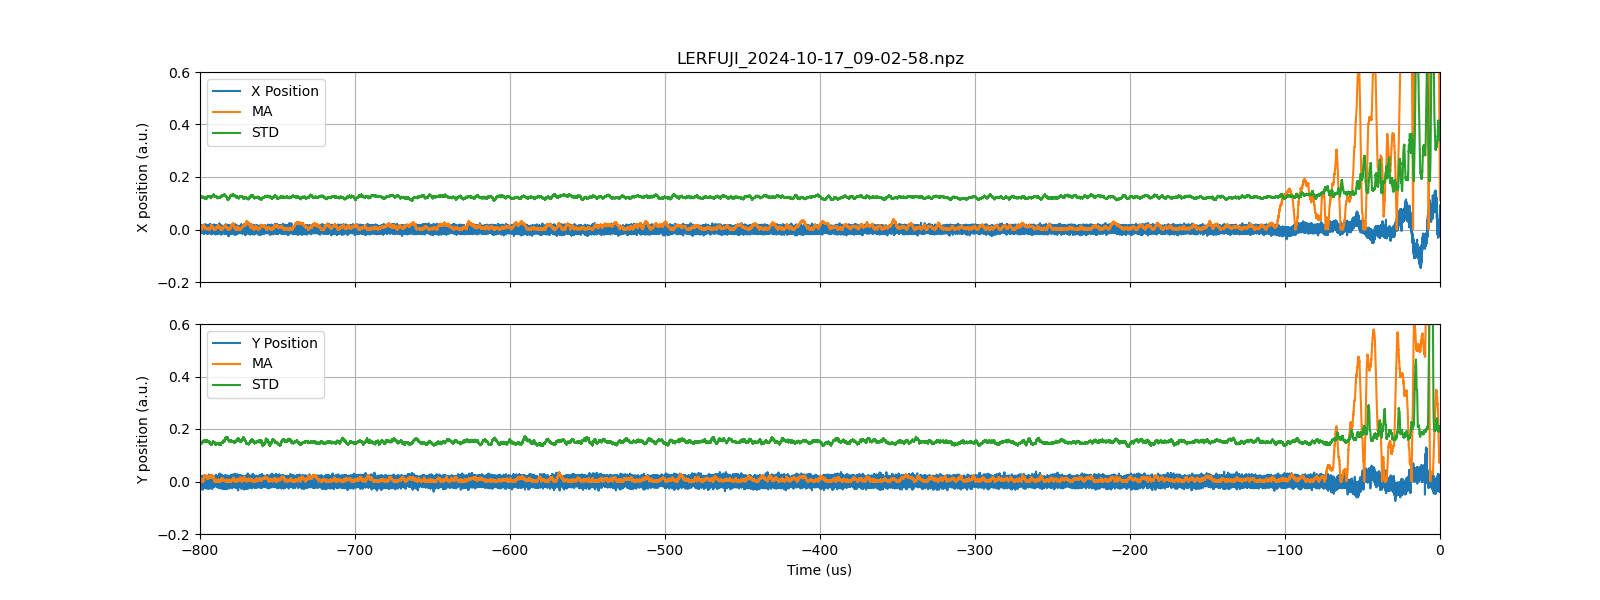 LERFUJI_2024-10-17_09-02-58.npz
X position (a.u.)
0.6
0.4
0.2
0.0
−0.2
X Position
MA
STD
Y position (a.u.)
0.6
0.4
0.2
0.0
−0.2
Y Position
MA
STD
−800 −700 −600 −500 −400 −300 −200 −100 0
Time (us)